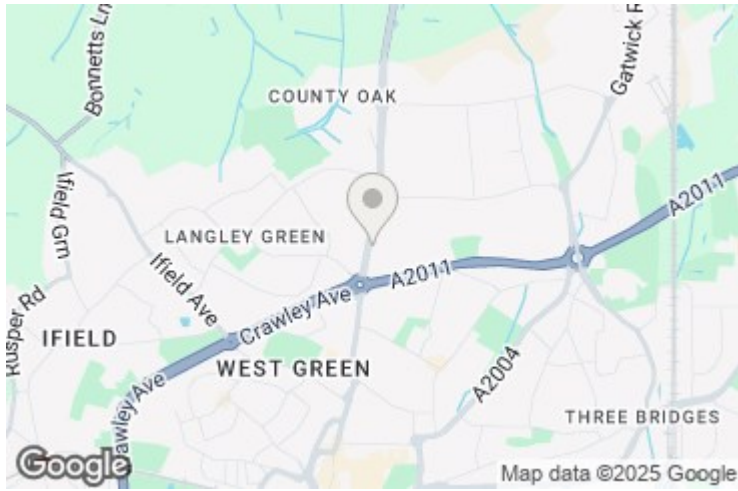 Bonnetts Ln
COUNTY OAK
Gatwick R
Ifield Grn
LANGLEY GREEN
Ifield Ave
A2011
A2011
Crawley Ave
Rusper Rd
IFIELD
WEST GREEN
A2004
THREE BRIDGES
rawley Ave
Google
Map data ©2025 Google